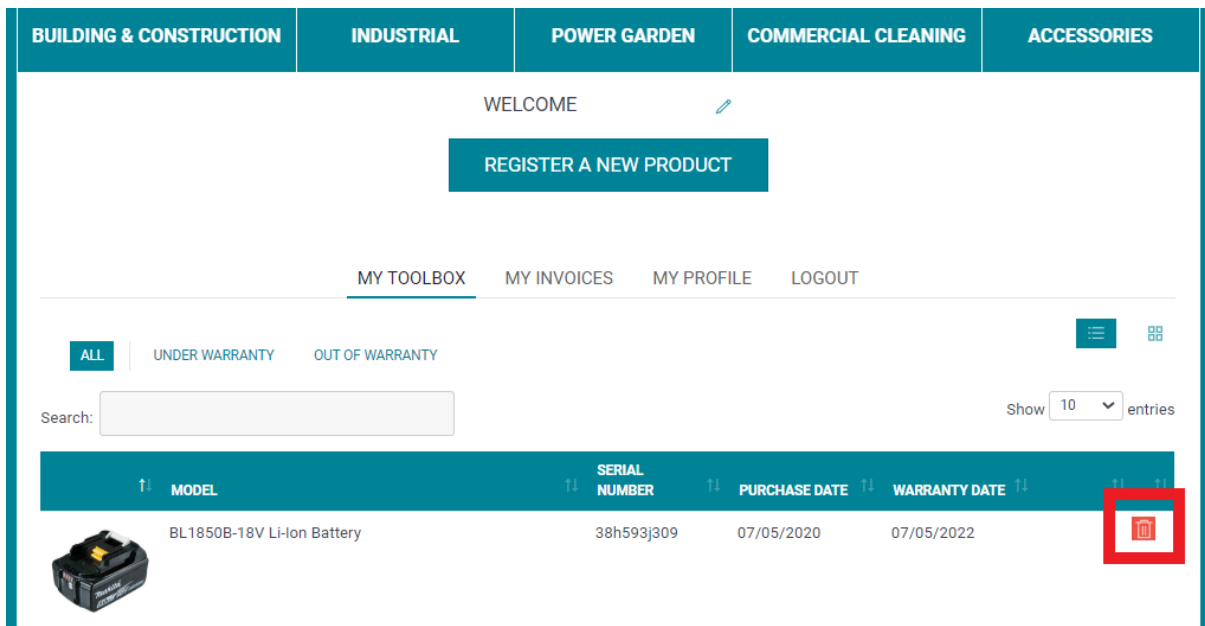 BUILDING & CONSTRUCTION INDUSTRIAL POWER GARDEN COMMERCIAL CLEANING ACCESSORIES
WELCOME
REGISTER A NEW PRODUCT
MY TOOLBOX MY INVOICES MY PROFILE LOGOUT
ALL UNDER WARRANTY OUT OF WARRANTY
Search:
Show 10 entries
MODEL SERIAL NUMBER PURCHASE DATE WARRANTY DATE
BL1850B-18V Li-Ion Battery 38h593j309 07/05/2020 07/05/2022
makita